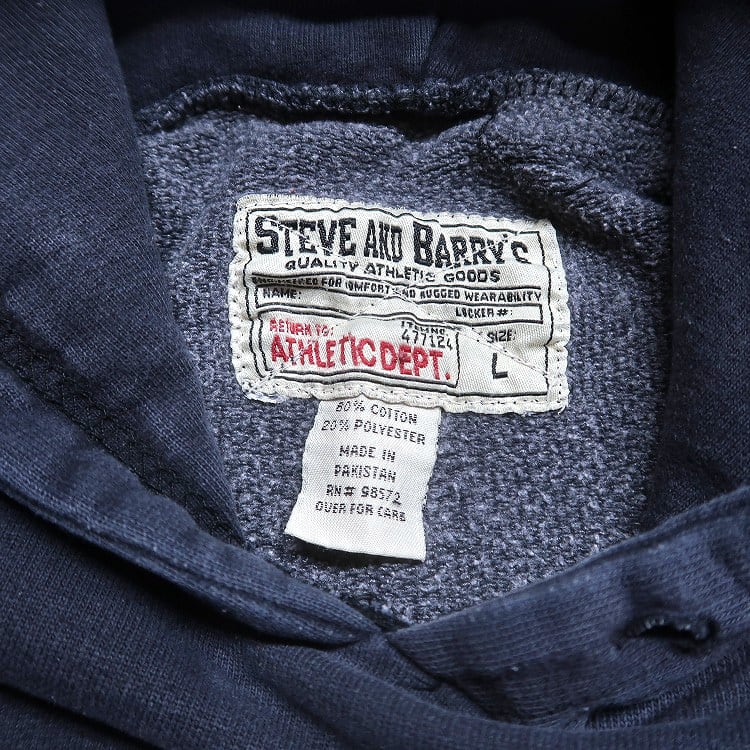 STEVE AND BARRY'S
QUALITY ATHLETIC GOODS
ENGINEERED FOR COMFORT AND RUGGED WEARABILITY
NAME:
LOCKER #:
RETURN TO:
ATHLETIC DEPT.
ITEM NO
477124
SIZE:
L
80% COTTON
20% POLYESTER
MADE IN
PAKISTAN
RN# 98572
OVER FOR CARE